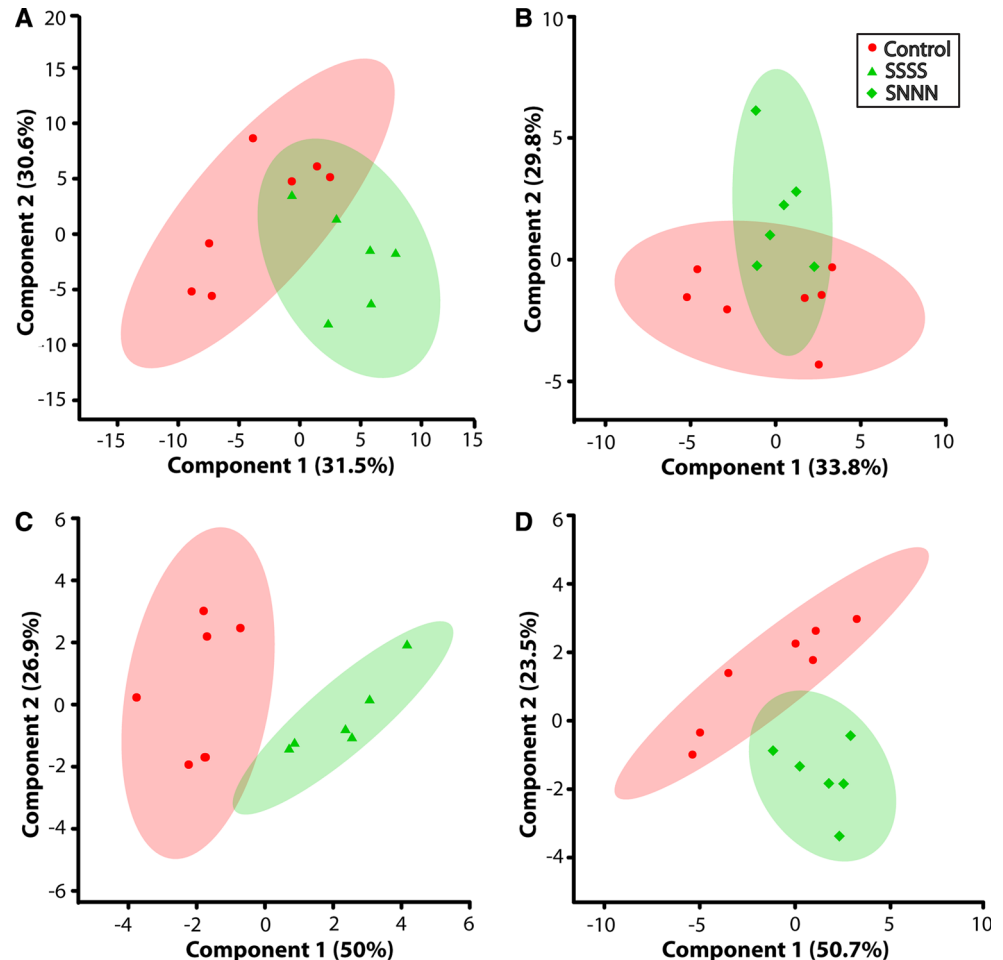 A
20
15
10
5
0
-5
-10
-15
-15 -10 -5 0 5 10 15
Component 1 (31.5%)
Component 2 (30.6%)
B
10
5
0
-5
-10 -5 0 5 10
Component 1 (33.8%)
Component 2 (29.8%)
Control
SSSS
SNNN
C
6
4
2
0
-2
-4
-6
-4 -2 0 2 4 6
Component 1 (50%)
Component 2 (26.9%)
D
6
4
2
0
-2
-4
-10 -5 0 5 10
Component 1 (50.7%)
Component 2 (23.5%)